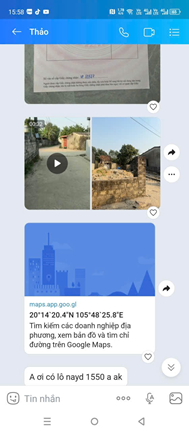 15:58
Thảo
03:23
maps.app.goo.gl
20°14'20.4"N 105°48'25.8"E
Tìm kiếm các doanh nghiệp địa
phương, xem bản đồ và tìm chỉ
đường trên Google Maps.
A ơi có lô nayd 1550 a ak
Tin nhắn